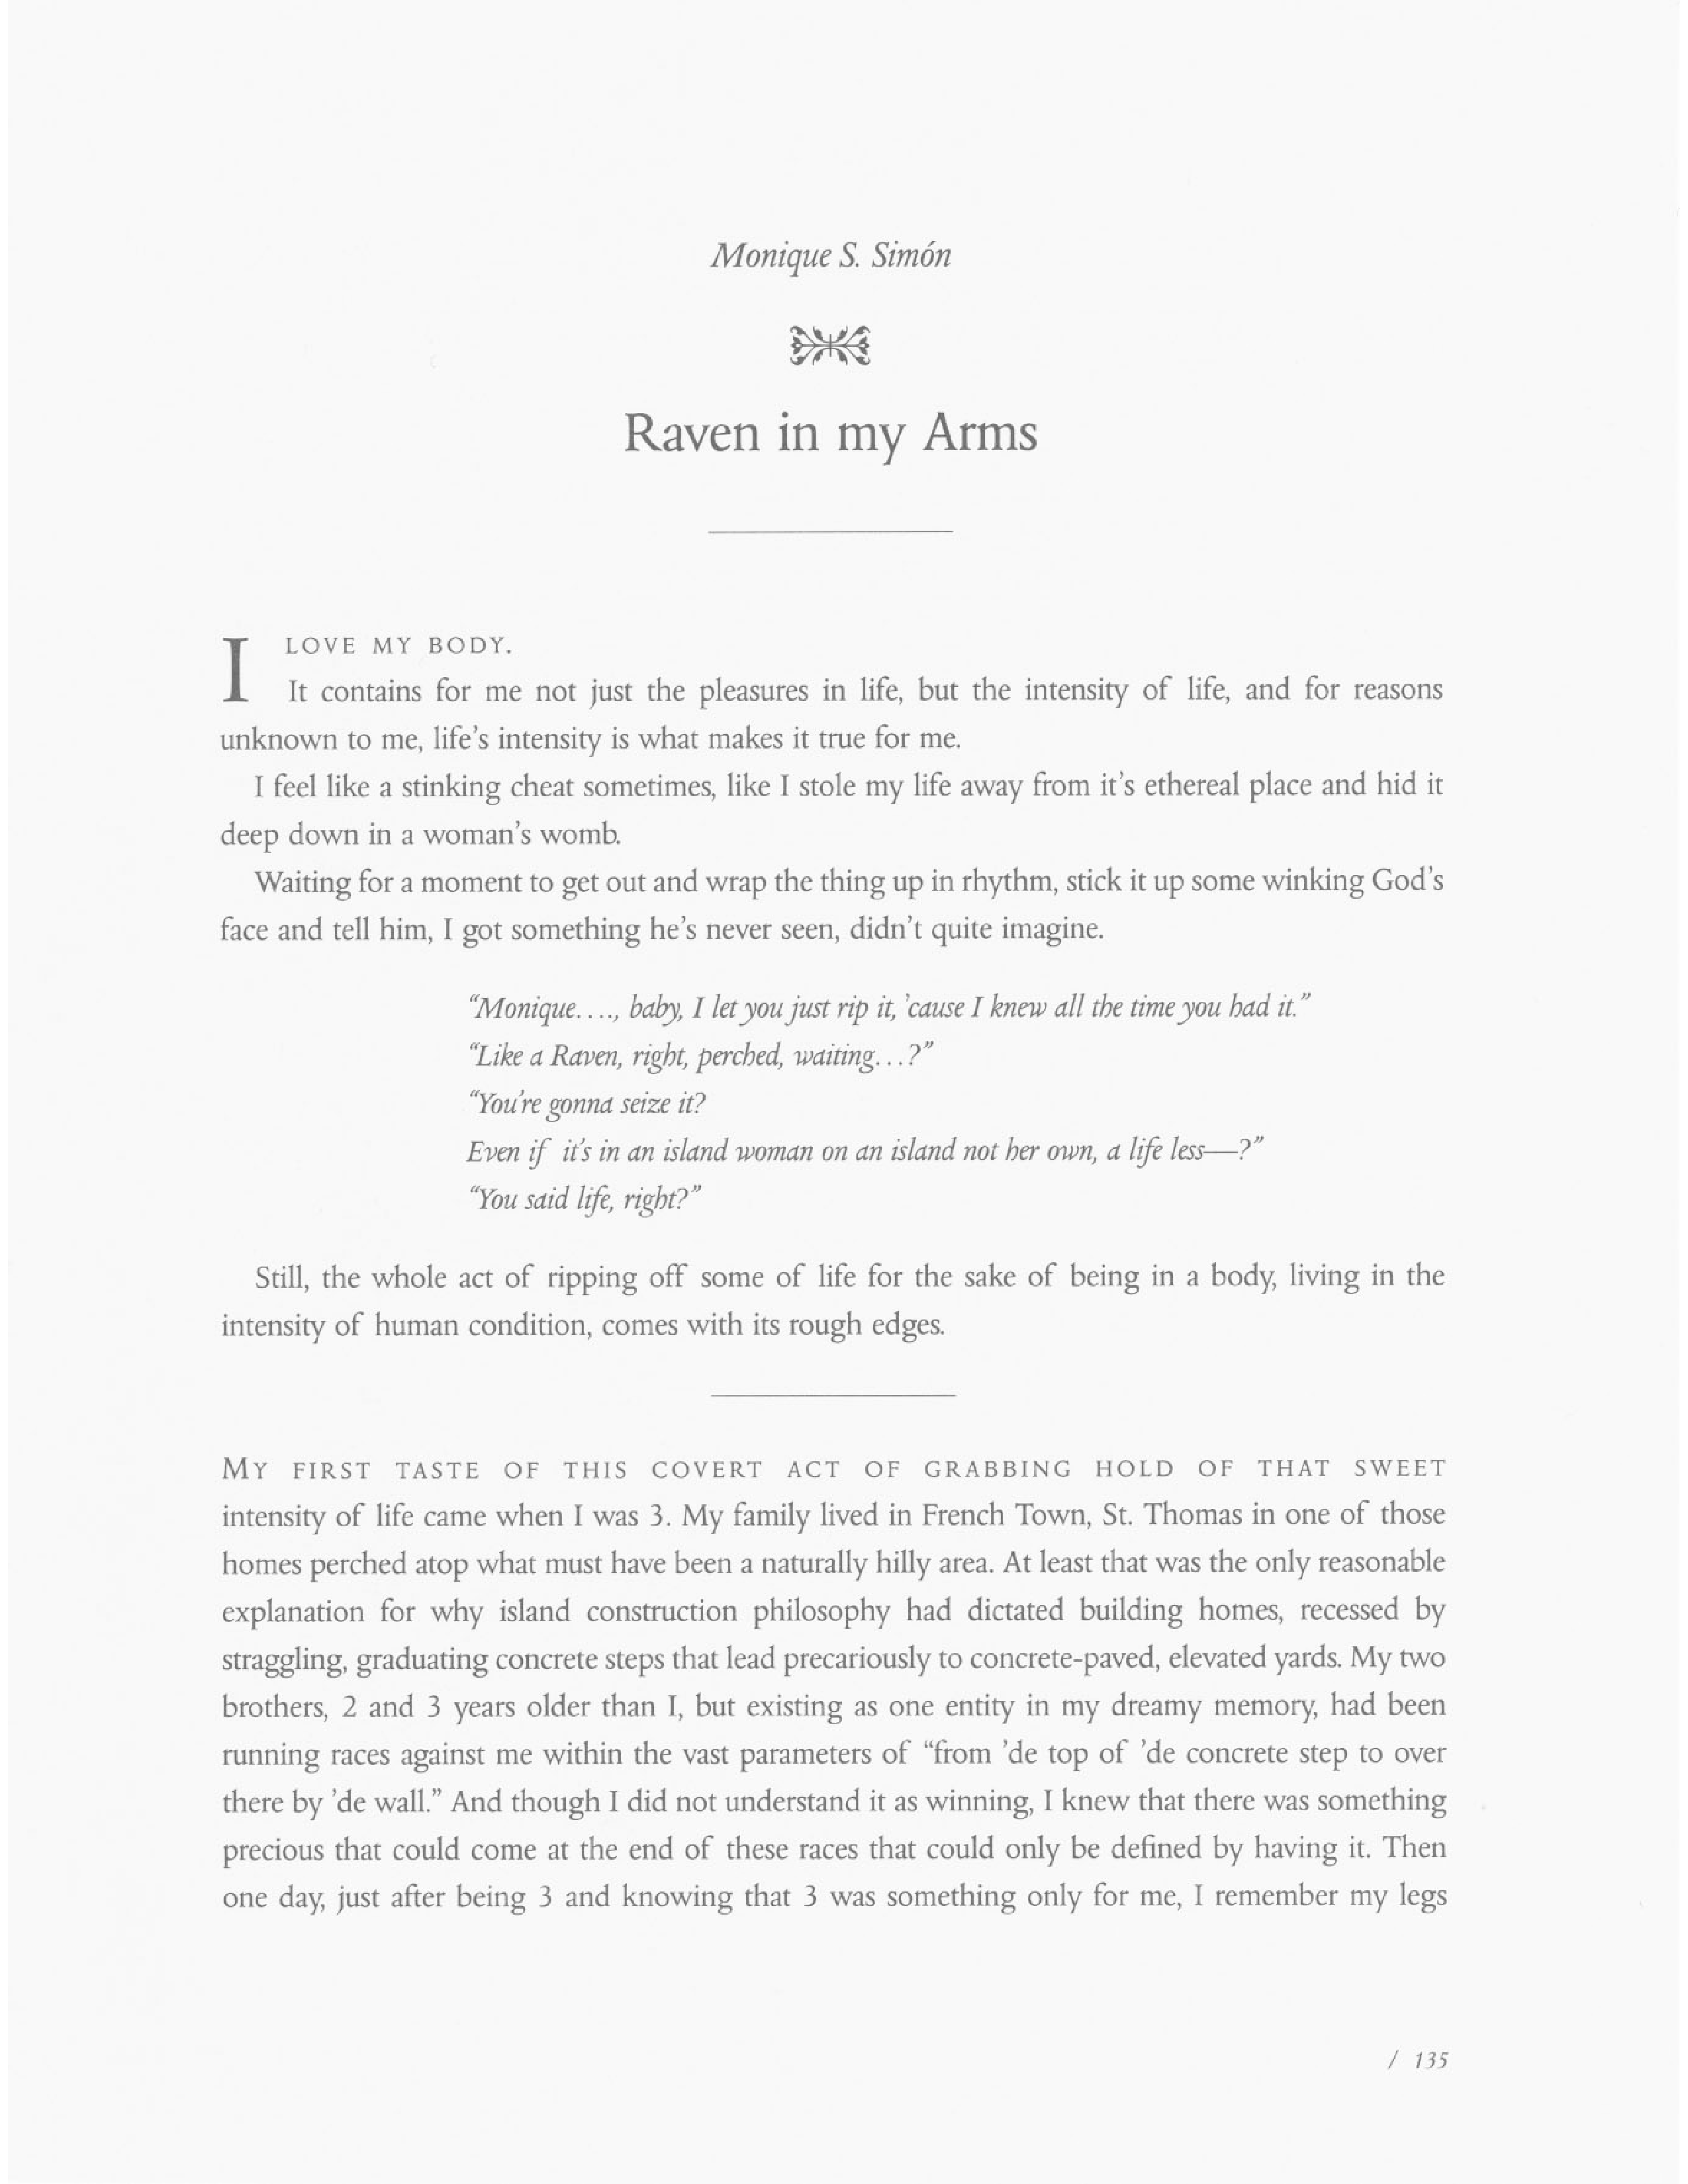 Monique S. Simón
Raven in my Arms
I LOVE MY BODY.
It contains for me not just the pleasures in life, but the intensity of life, and for reasons
unknown to me, life's intensity is what makes it true for me.
I feel like a stinking cheat sometimes, like I stole my life away from it's ethereal place and hid it
deep down in a woman's womb.
Waiting for a moment to get out and wrap the thing up in rhythm, stick it up some winking God's
face and tell him, I got something he's never seen, didn't quite imagine.
"Monique...., baby, I let you just rip it, 'cause I knew all the time you had it."
"Like a Raven, right, perched, waiting...?"
"You're gonna seize it?
Even if it's in an island woman on an island not her own, a life less—?"
"You said life, right?"
Still, the whole act of ripping off some of life for the sake of being in a body, living in the
intensity of human condition, comes with its rough edges.
MY FIRST TASTE OF THIS COVERT ACT OF GRABBING HOLD OF THAT SWEET
intensity of life came when I was 3. My family lived in French Town, St. Thomas in one of those
homes perched atop what must have been a naturally hilly area. At least that was the only reasonable
explanation for why island construction philosophy had dictated building homes, recessed by
straggling, graduating concrete steps that lead precariously to concrete-paved, elevated yards. My two
brothers, 2 and 3 years older than I, but existing as one entity in my dreamy memory, had been
running races against me within the vast parameters of "from 'de top of 'de concrete step to over
there by 'de wall." And though I did not understand it as winning, I knew that there was something
precious that could come at the end of these races that could only be defined by having it. Then
one day, just after being 3 and knowing that 3 was something only for me, I remember my legs
/ 135